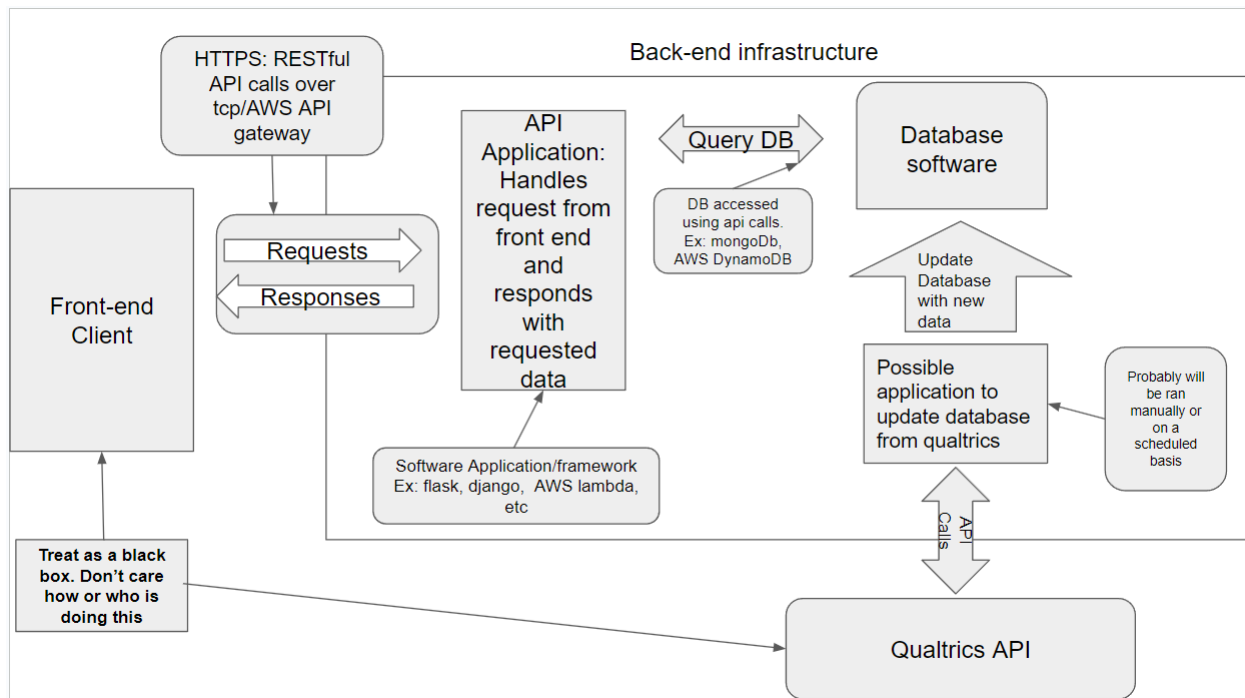 Back-end infrastructure
HTTPS: RESTful
API calls over
tcp/AWS API
gateway
Requests
Responses
Front-end
Client
API
Application:
Handles
request from
front end
and
responds
with
requested
data
Query DB
Database
software
DB accessed
using api calls.
Ex: mongoDb,
AWS DynamoDB
Update
Database
with new
data
Possible
application to
update database
from qualtrics
Probably will
be ran
manually or
on a
scheduled
basis
Software Application/framework
Ex: flask, django,  AWS lambda,
etc
API
Calls
Treat as a black
box. Don’t care
how or who is
doing this
Qualtrics API